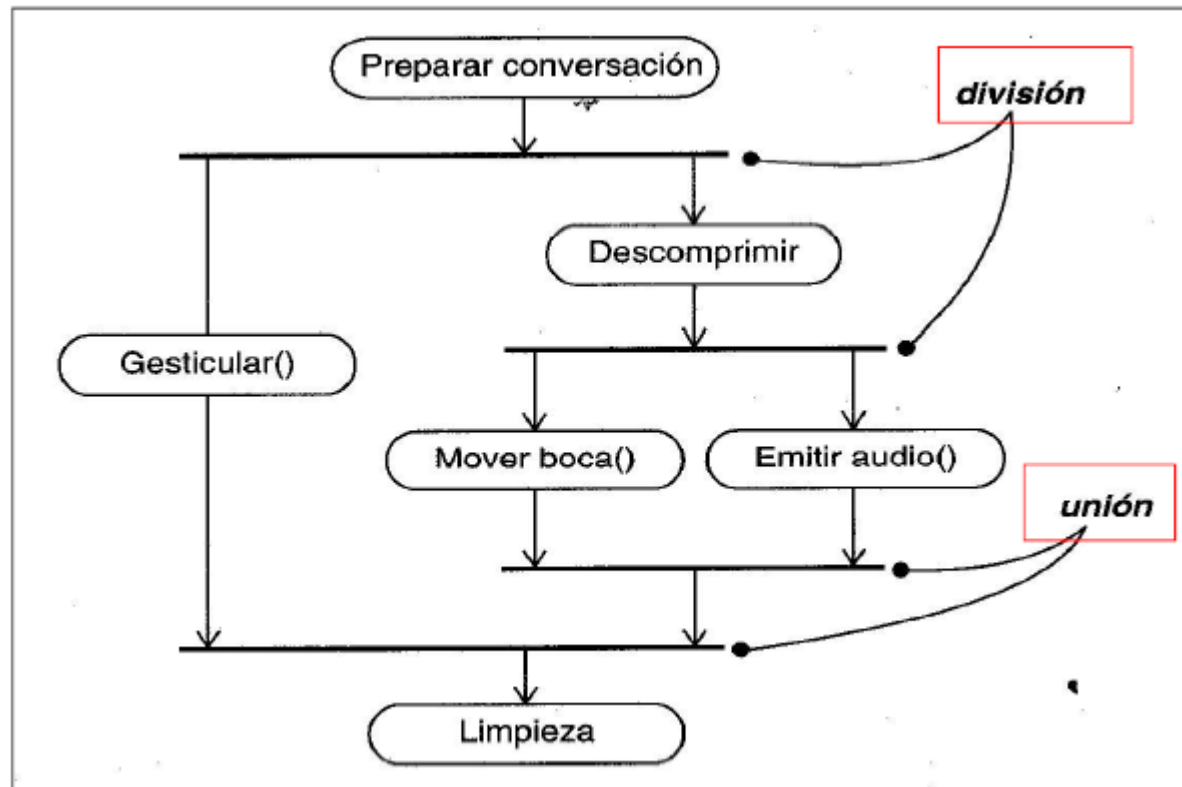 Preparar conversación
división
Descomprimir
Gesticular()
Mover boca()
Emitir audio()
unión
Limpieza